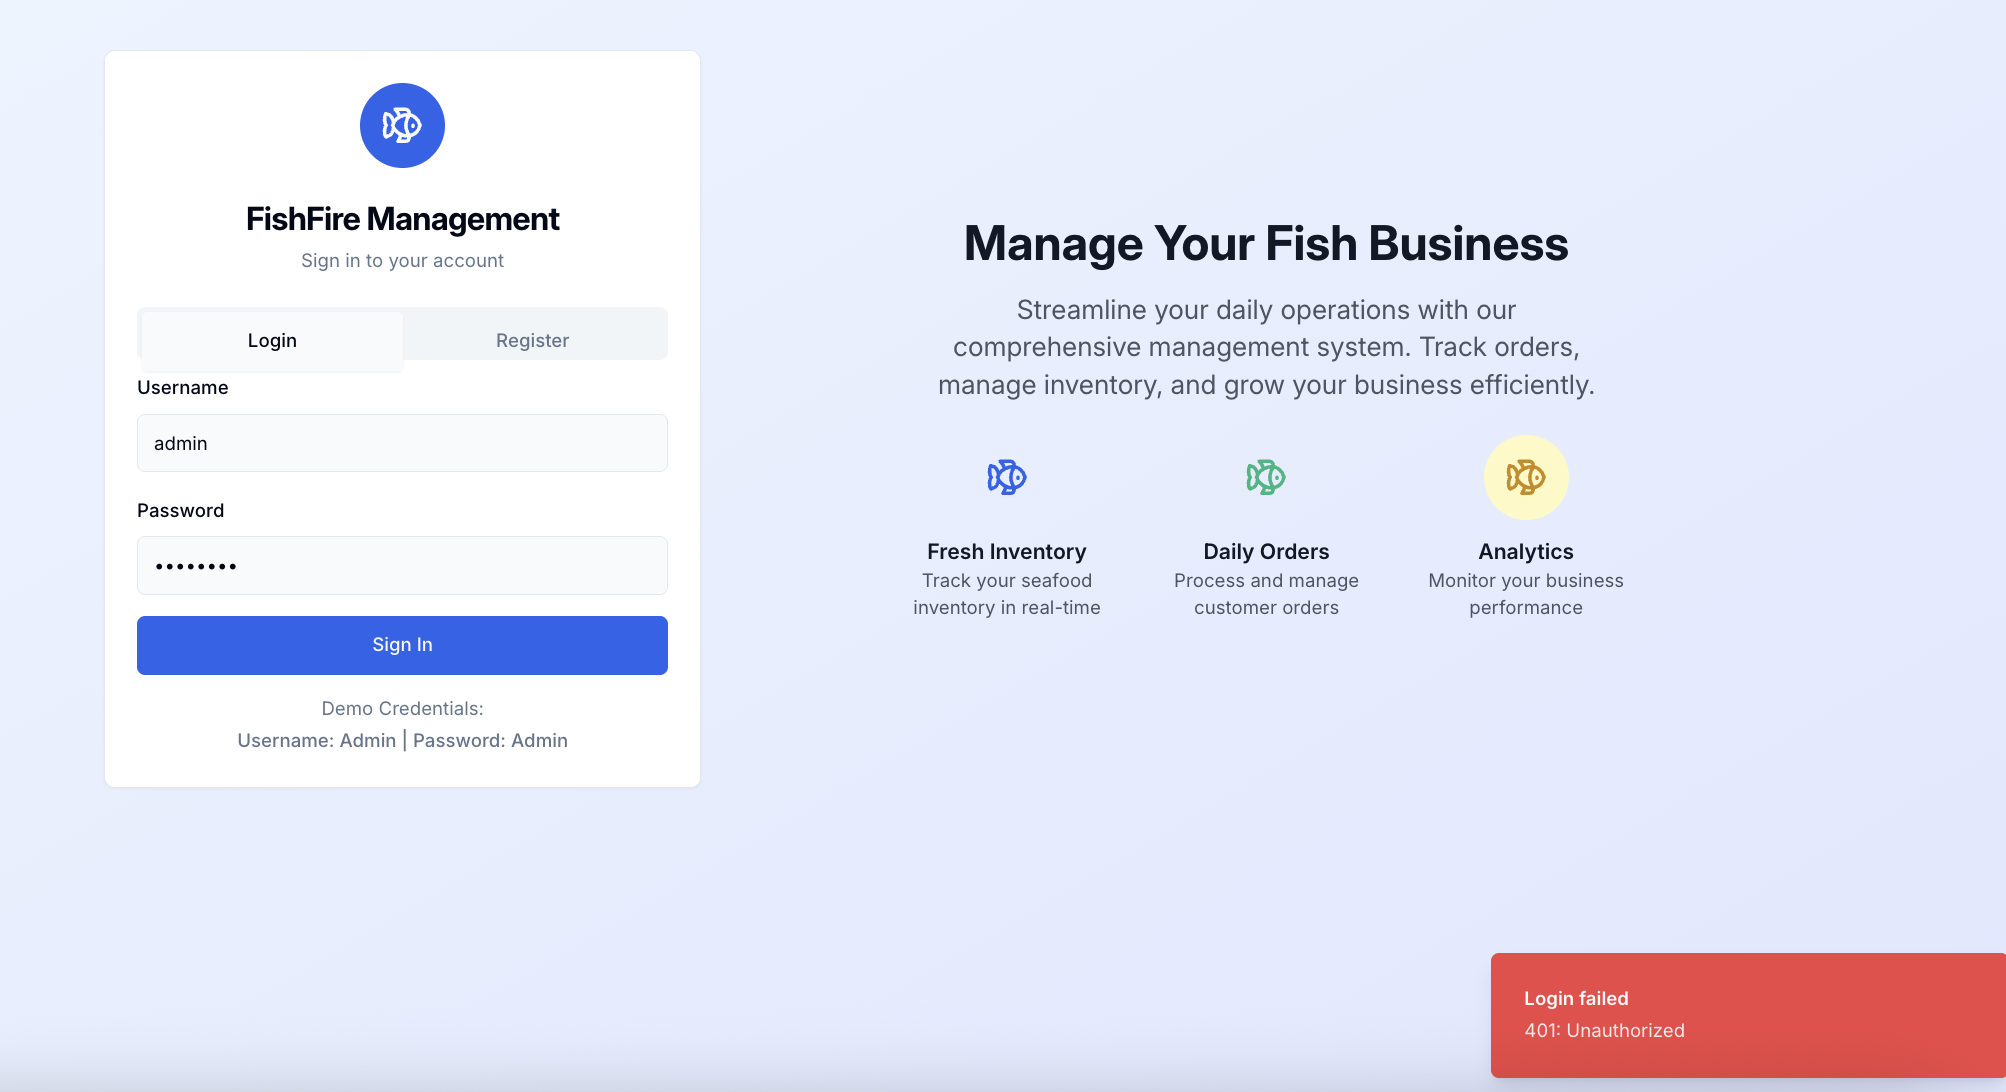 FishFire Management
Sign in to your account
Login
Register
Username
admin
Password
••••••••
Sign In
Demo Credentials:
Username: Admin | Password: Admin
Manage Your Fish Business
Streamline your daily operations with our
comprehensive management system. Track orders,
manage inventory, and grow your business efficiently.
Fresh Inventory
Track your seafood
inventory in real-time
Daily Orders
Process and manage
customer orders
Analytics
Monitor your business
performance
Login failed
401: Unauthorized